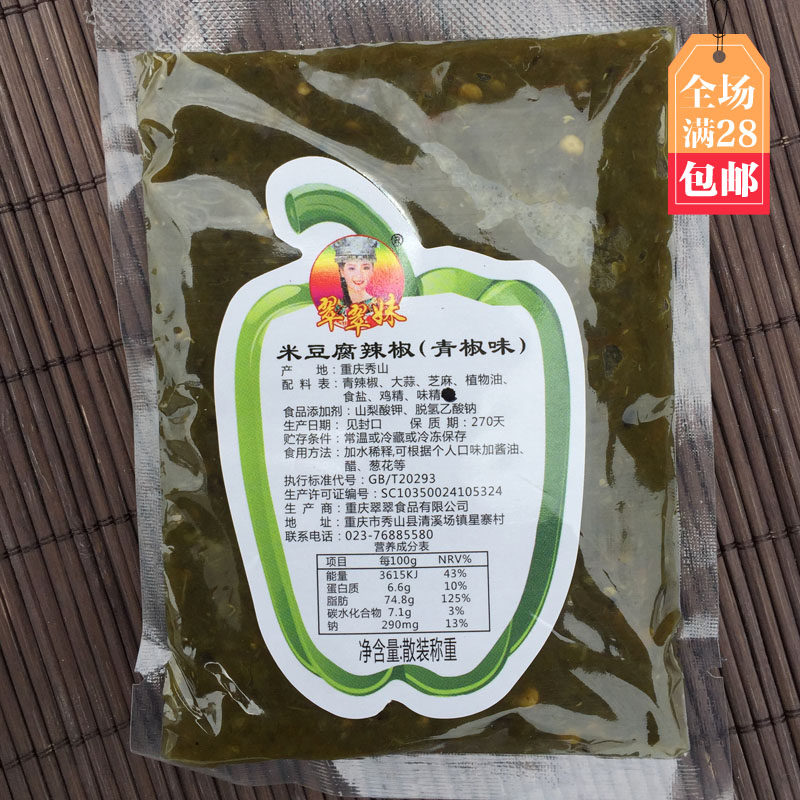 全场
满28
包邮
®
翠翠妹
米豆腐辣椒(青椒味)
产 地:重庆秀山
配 料 表:青辣椒、大蒜、芝麻、植物油、
食盐、鸡精、味精
食品添加剂:山梨酸钾、脱氢乙酸钠
生产日期: 见封口 保 质 期:270天
贮存条件:常温或冷藏或冷冻保存
食用方法:加水稀释,可根据个人口味加酱油、
醋、葱花等
执行标准代号:GB/T20293
生产许可证编号:SC10350024105324
生 产 商:重庆翠翠食品有限公司
地 址:重庆市秀山县清溪场镇星寨村
联系电话:023-76885580
营养成分表
项目 每100g NRV%
能量 3615KJ 43%
蛋白质 6.6g 10%
脂肪 74.8g 125%
碳水化合物 7.1g 3%
钠 290mg 13%
净含量:散装称重